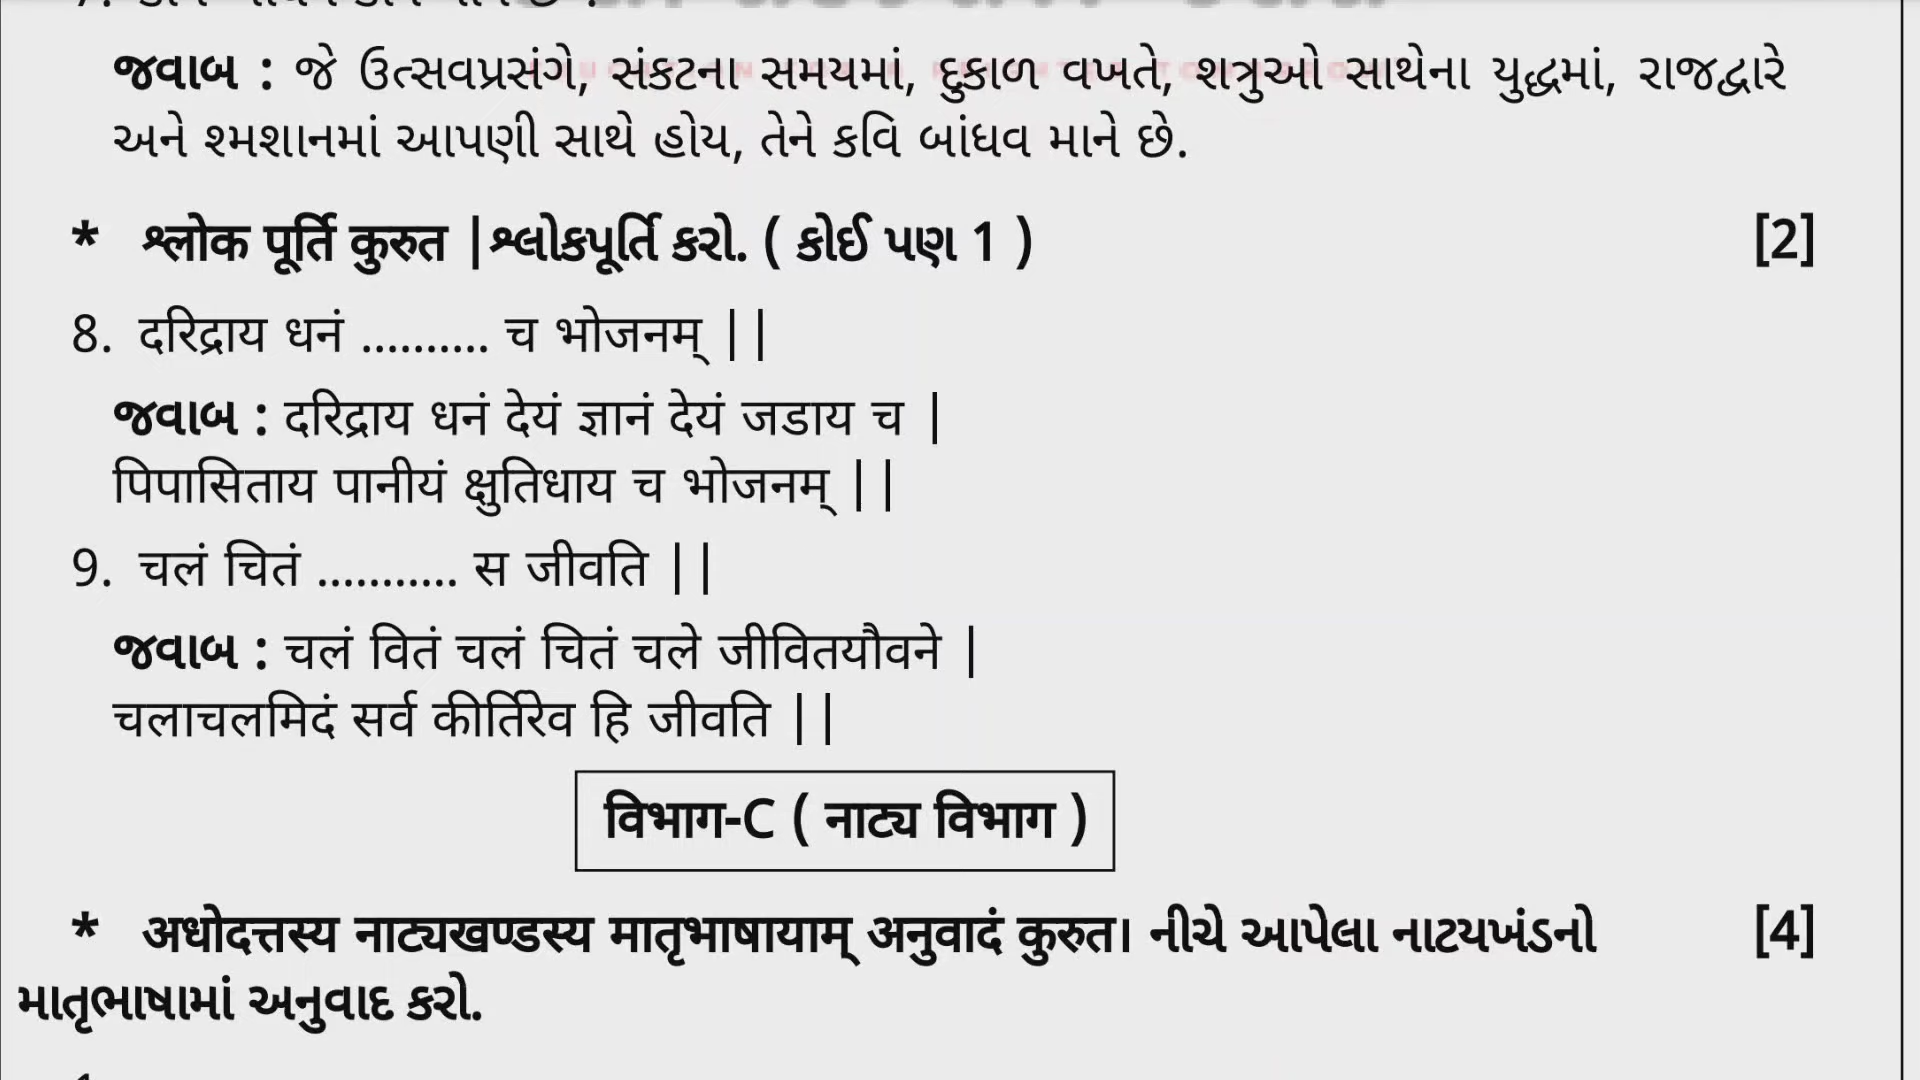 જવાબ : જે ઉત્સવપ્રસંગે, સંકટના સમયમાં, દુકાળ વખતે, શત્રુઓ સાથેના યુદ્ધમાં, રાજદ્વારે
અને શ્મશાનમાં આપણી સાથે હોય, તેને કવિ બાંધવ માને છે.
* श्लोक पूर्ति कुरुत |શ્લોકપૂર્તિ કરો. ( કોઈ પણ 1 ) [2]
8. दरिद्राय धनं .......... च भोजनम् ||
જવાબ : दरिद्राय धनं देयं ज्ञानं देयं जडाय च |
पिपासिताय पानीयं क्षुतिधाय च भोजनम् ||
9. चलं चितं ........... स जीवति ||
જવાબ : चलं वितं चलं चितं चले जीवितयौवने |
चलाचलमिदं सर्व कीर्तिरेव हि जीवति ||
विभाग-C ( नाट्य विभाग )
* अधोदत्तस्य नाट्यखण्डस्य मातृभाषायाम् अनुवादं कुरुत। નીચે આપેલા નાટયખંડનો [4]
માતૃભાષામાં અનુવાદ કરો.